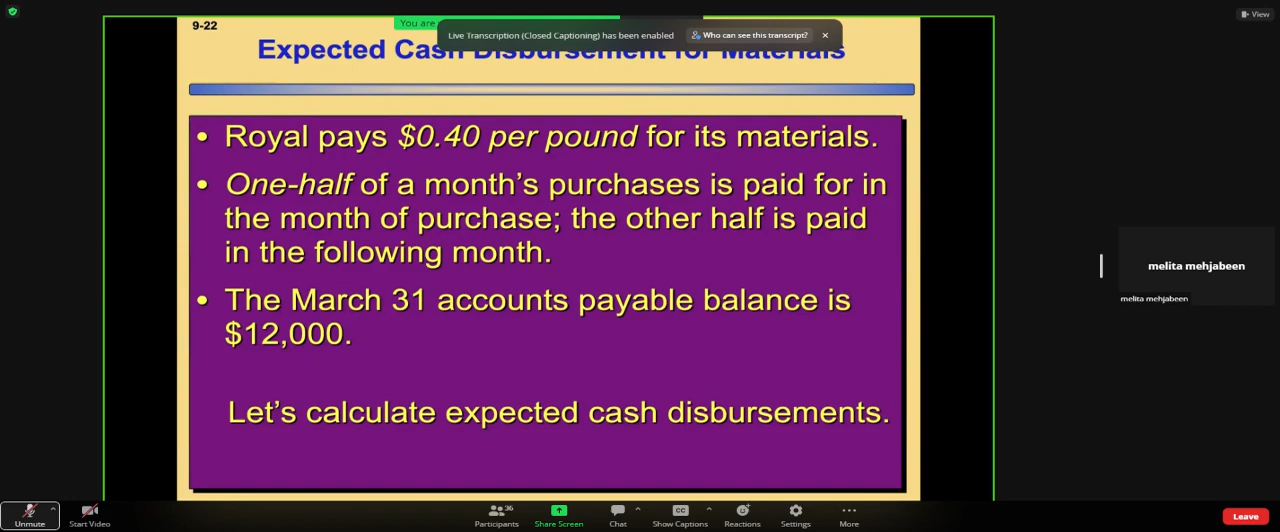 View
9-22
You are
Live Transcription (Closed Captioning) has been enabled
Who can see this transcript?
Expected Cash Disbursement for Materials
• Royal pays $0.40 per pound for its materials.
• One-half of a month's purchases is paid for in
the month of purchase; the other half is paid
in the following month.
• The March 31 accounts payable balance is
$12,000.
Let's calculate expected cash disbursements.
melita mehjabeen
melita mehjabeen
Unmute
Start Video
Participants
36
Share Screen
Chat
CC
Show Captions
Reactions
Settings
More
Leave